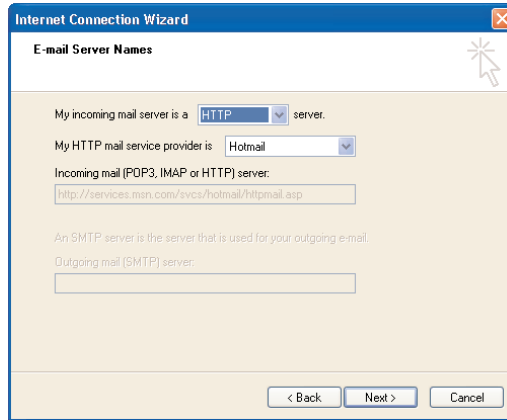 Internet Connection Wizard
E-mail Server Names
My incoming mail server is a HTTP server.
My HTTP mail service provider is Hotmail
Incoming mail (POP3, IMAP or HTTP) server:
http://services.msn.com/svcs/hotmail/httpmail.asp
An SMTP server is the server that is used for your outgoing e-mail.
Outgoing mail (SMTP) server:
< Back Next > Cancel